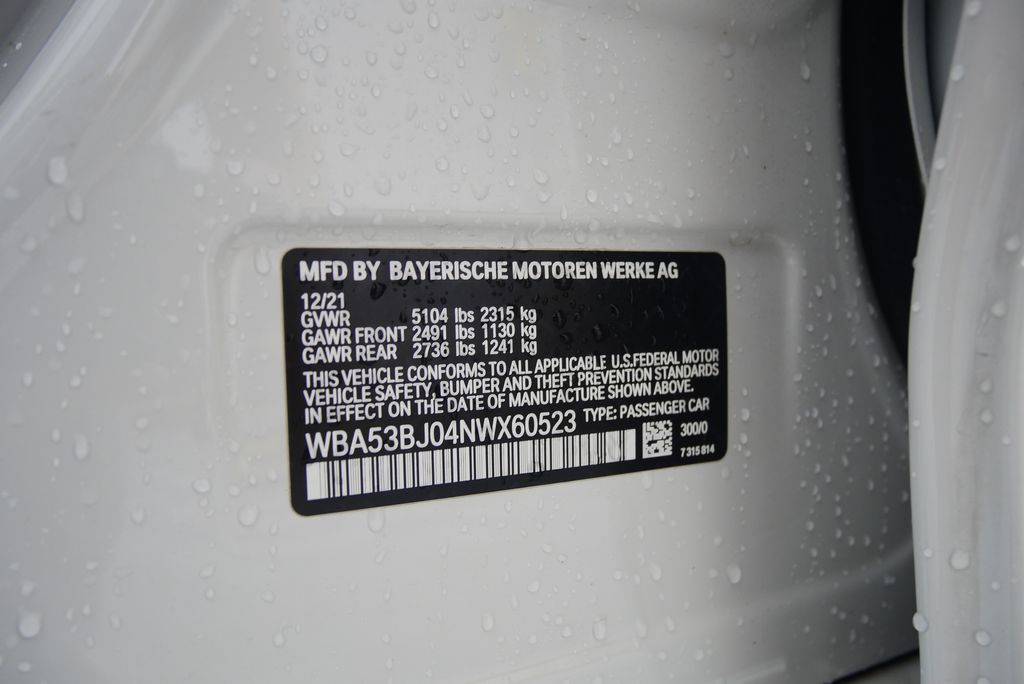 MFD BY BAYERISCHE MOTOREN WERKE AG
12/21
GVWR 5104 lbs 2315 kg
GAWR FRONT 2491 lbs 1130 kg
GAWR REAR 2736 lbs 1241 kg
THIS VEHICLE CONFORMS TO ALL APPLICABLE U.S.FEDERAL MOTOR
VEHICLE SAFETY, BUMPER AND THEFT PREVENTION STANDARDS
IN EFFECT ON THE DATE OF MANUFACTURE SHOWN ABOVE.
WBA53BJ04NWX60523 TYPE: PASSENGER CAR
300/0
7 315 814